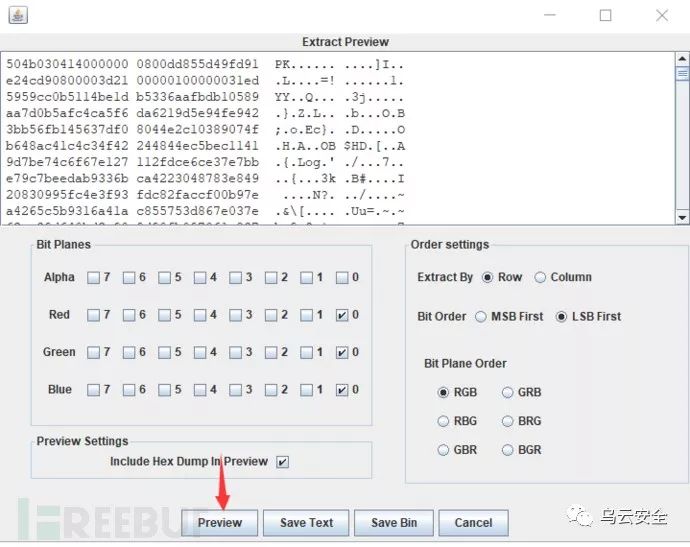 Extract Preview
504b030414000000 0800dd855d49fd91 PK...... ....]I..
e24cd90800003d21 00000100000031ed .L....=! ......1.
5959cc0b5114be1d b5336aafbdb10589 YY..Q... .3j.....
aa7d0b5afc4ca5f6 da6219d5e94fe942 .}.Z.L.. .b...O.B
3bb56fb145637df0 8044e2c10389074f ;.o.Ec}. .D.....O
b648ac41c4c34f42 244844ec5bec1141 .H.A..OB $HD.[..A
9d7be74c6f67e127 112fdce6ce37e7bb .{.Log.' ./...7..
e79c7beedab9336b ca4223048783e849 ..{...3k .B#....I
20830995fc4e3f93 fdc82faccf00b97e ....N?. ../....~
a4265c5b9316a41a c855753d867e037e .&\[.... .Uu=.~.~
Bit Planes
Alpha 7 6 5 4 3 2 1 0
Red 7 6 5 4 3 2 1 0
Green 7 6 5 4 3 2 1 0
Blue 7 6 5 4 3 2 1 0
Preview Settings
Include Hex Dump In Preview
Order settings
Extract By Row Column
Bit Order MSB First LSB First
Bit Plane Order
RGB GRB
RBG BRG
GBR BGR
Preview Save Text Save Bin Cancel
FREEBUF
乌云安全